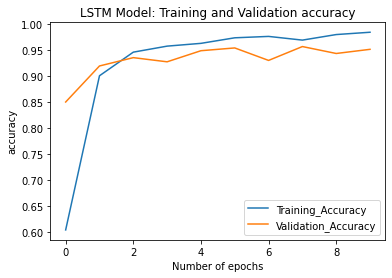 LSTM Model: Training and Validation accuracy
1.00
0.95
0.90
0.85
0.80
0.75
0.70
0.65
0.60
accuracy
Training_Accuracy
Validation_Accuracy
0 2 4 6 8
Number of epochs